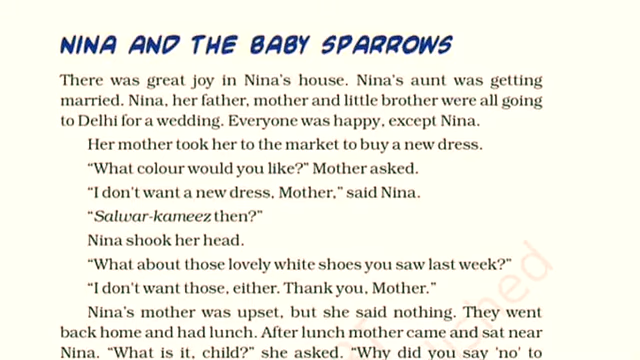 NINA AND THE BABY SPARROWS
There was great joy in Nina's house. Nina's aunt was getting
married. Nina, her father, mother and little brother were all going
to Delhi for a wedding. Everyone was happy, except Nina.
Her mother took her to the market to buy a new dress.
“What colour would you like?” Mother asked.
“I don't want a new dress, Mother,” said Nina.
“Salwar-kameez then?”
Nina shook her head.
“What about those lovely white shoes you saw last week?”
“I don't want those, either. Thank you, Mother.”
Nina's mother was upset, but she said nothing. They went
back home and had lunch. After lunch mother came and sat near
Nina. “What is it, child?” she asked. “Why did you say 'no' to